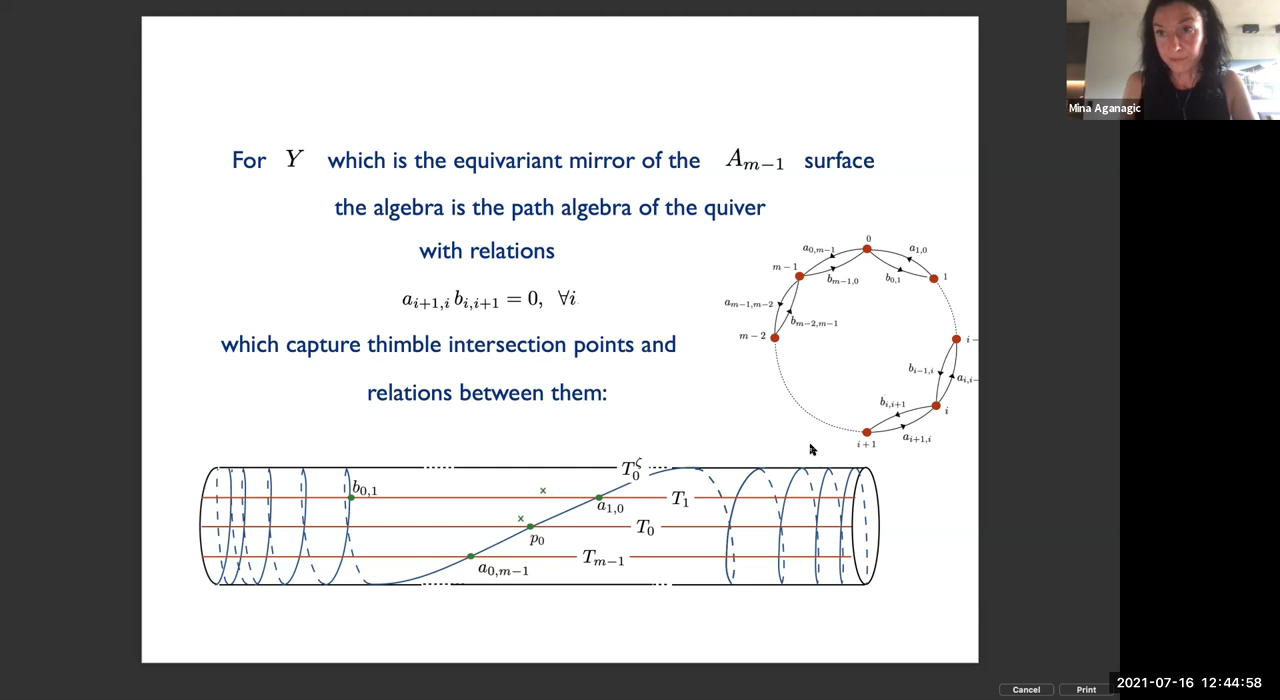 Mina Aganagic
For Y which is the equivariant mirror of the A_{m-1} surface
the algebra is the path algebra of the quiver
with relations
a_{i+1,i} b_{i,i+1} = 0, ∀i
which capture thimble intersection points and
relations between them:
0
a_{0,m-1}
a_{1,0}
m-1
b_{m-1,0}
b_{0,1}
1
a_{m-1,m-2}
b_{m-2,m-1}
m-2
i-
b_{i-1,i}
a_{i,i-
b_{i,i+1}
i
a_{i+1,i}
i+1
T_0^ζ
b_{0,1}
x
a_{1,0}
T_1
x
p_0
T_0
a_{0,m-1}
T_{m-1}
Cancel
Print
2021-07-16 12:44:58